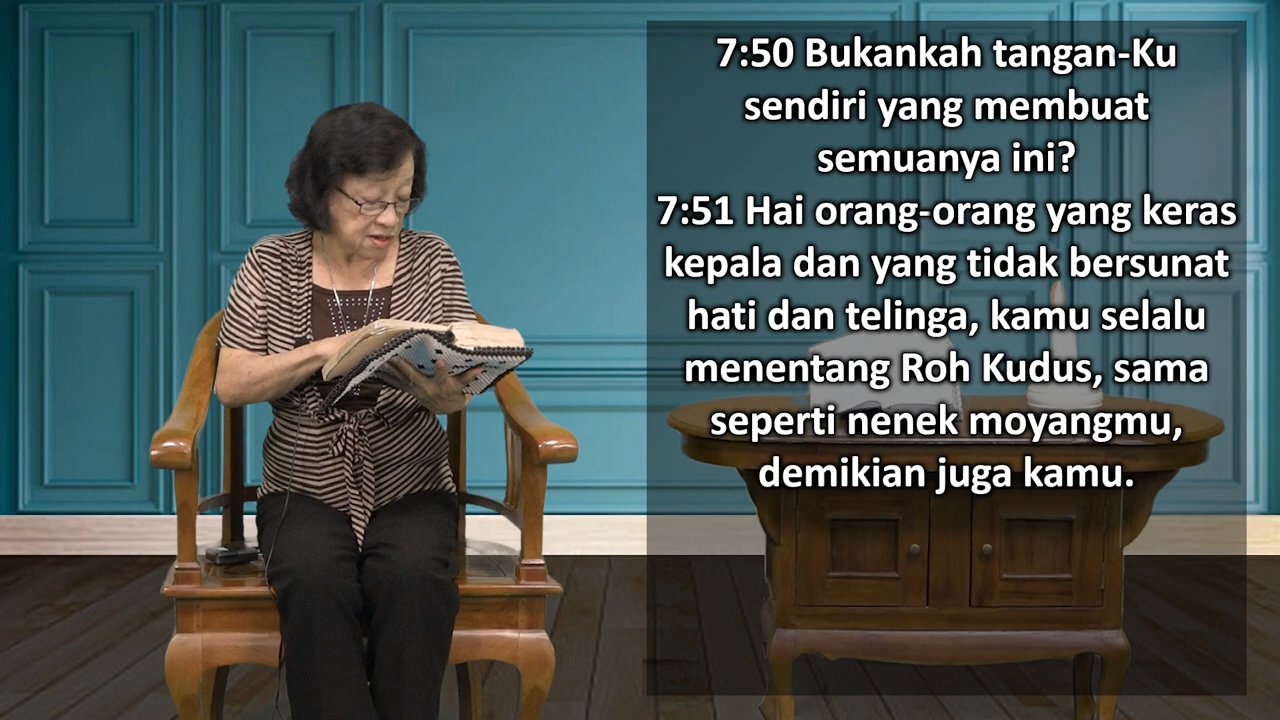 7:50 Bukankah tangan-Ku
sendiri yang membuat
semuanya ini?
7:51 Hai orang-orang yang keras
kepala dan yang tidak bersunat
hati dan telinga, kamu selalu
menentang Roh Kudus, sama
seperti nenek moyangmu,
demikian juga kamu.